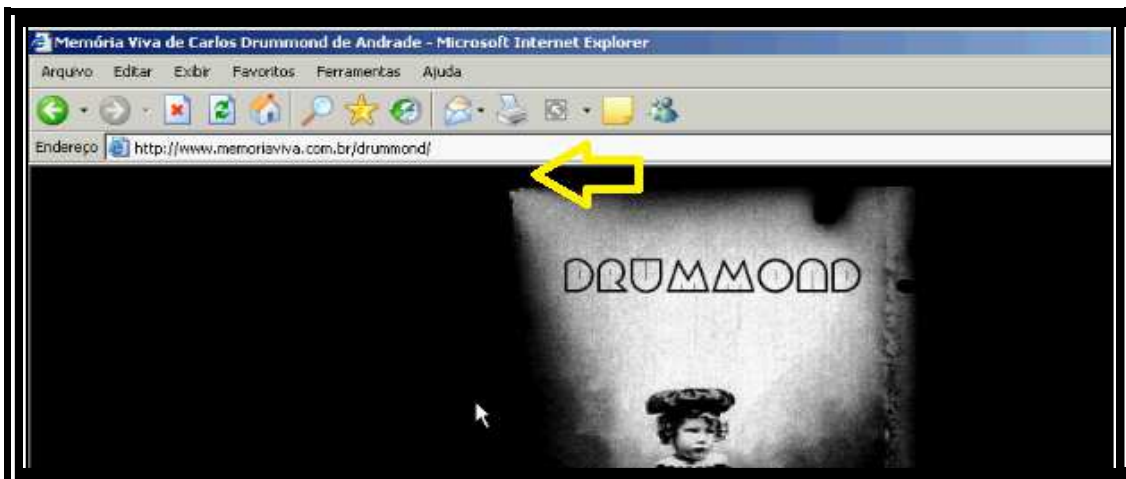 Memória Viva de Carlos Drummond de Andrade - Microsoft Internet Explorer
Arquivo Editar Exibir Favoritos Ferramentas Ajuda
Endereço http://www.memoriaviva.com.br/drummond/
DRUMMOND